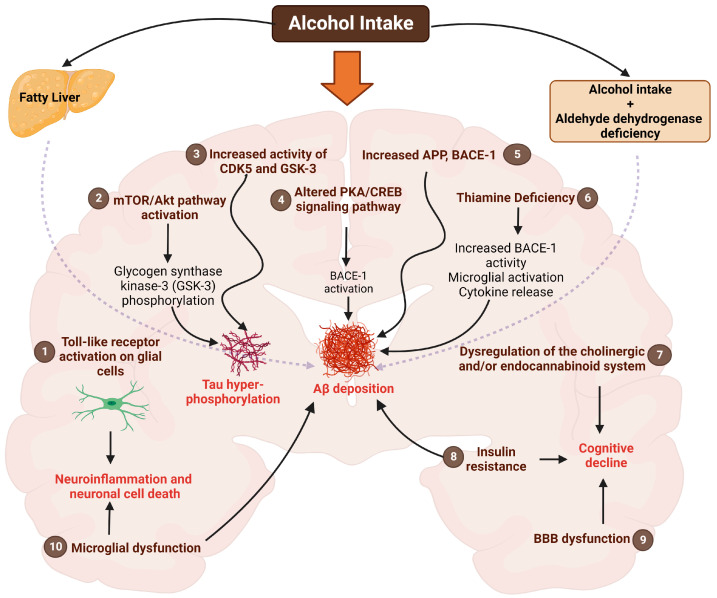 Alcohol Intake
Fatty Liver
Alcohol intake
+
Aldehyde dehydrogenase
deficiency
3 Increased activity of
CDK5 and GSK-3
Increased APP, BACE-1 5
2 mTOR/Akt pathway
activation
4 Altered PKA/CREB
signaling pathway
Thiamine Deficiency 6
Glycogen synthase
kinase-3 (GSK-3)
phosphorylation
BACE-1
activation
Increased BACE-1
activity
Microglial activation
Cytokine release
1 Toll-like receptor
activation on glial
cells
Tau hyper-
phosphorylation
Aβ deposition
Dysregulation of the cholinergic
and/or endocannabinoid system 7
Neuroinflammation and
neuronal cell death
8 Insulin
resistance
Cognitive
decline
10 Microglial dysfunction
BBB dysfunction 9